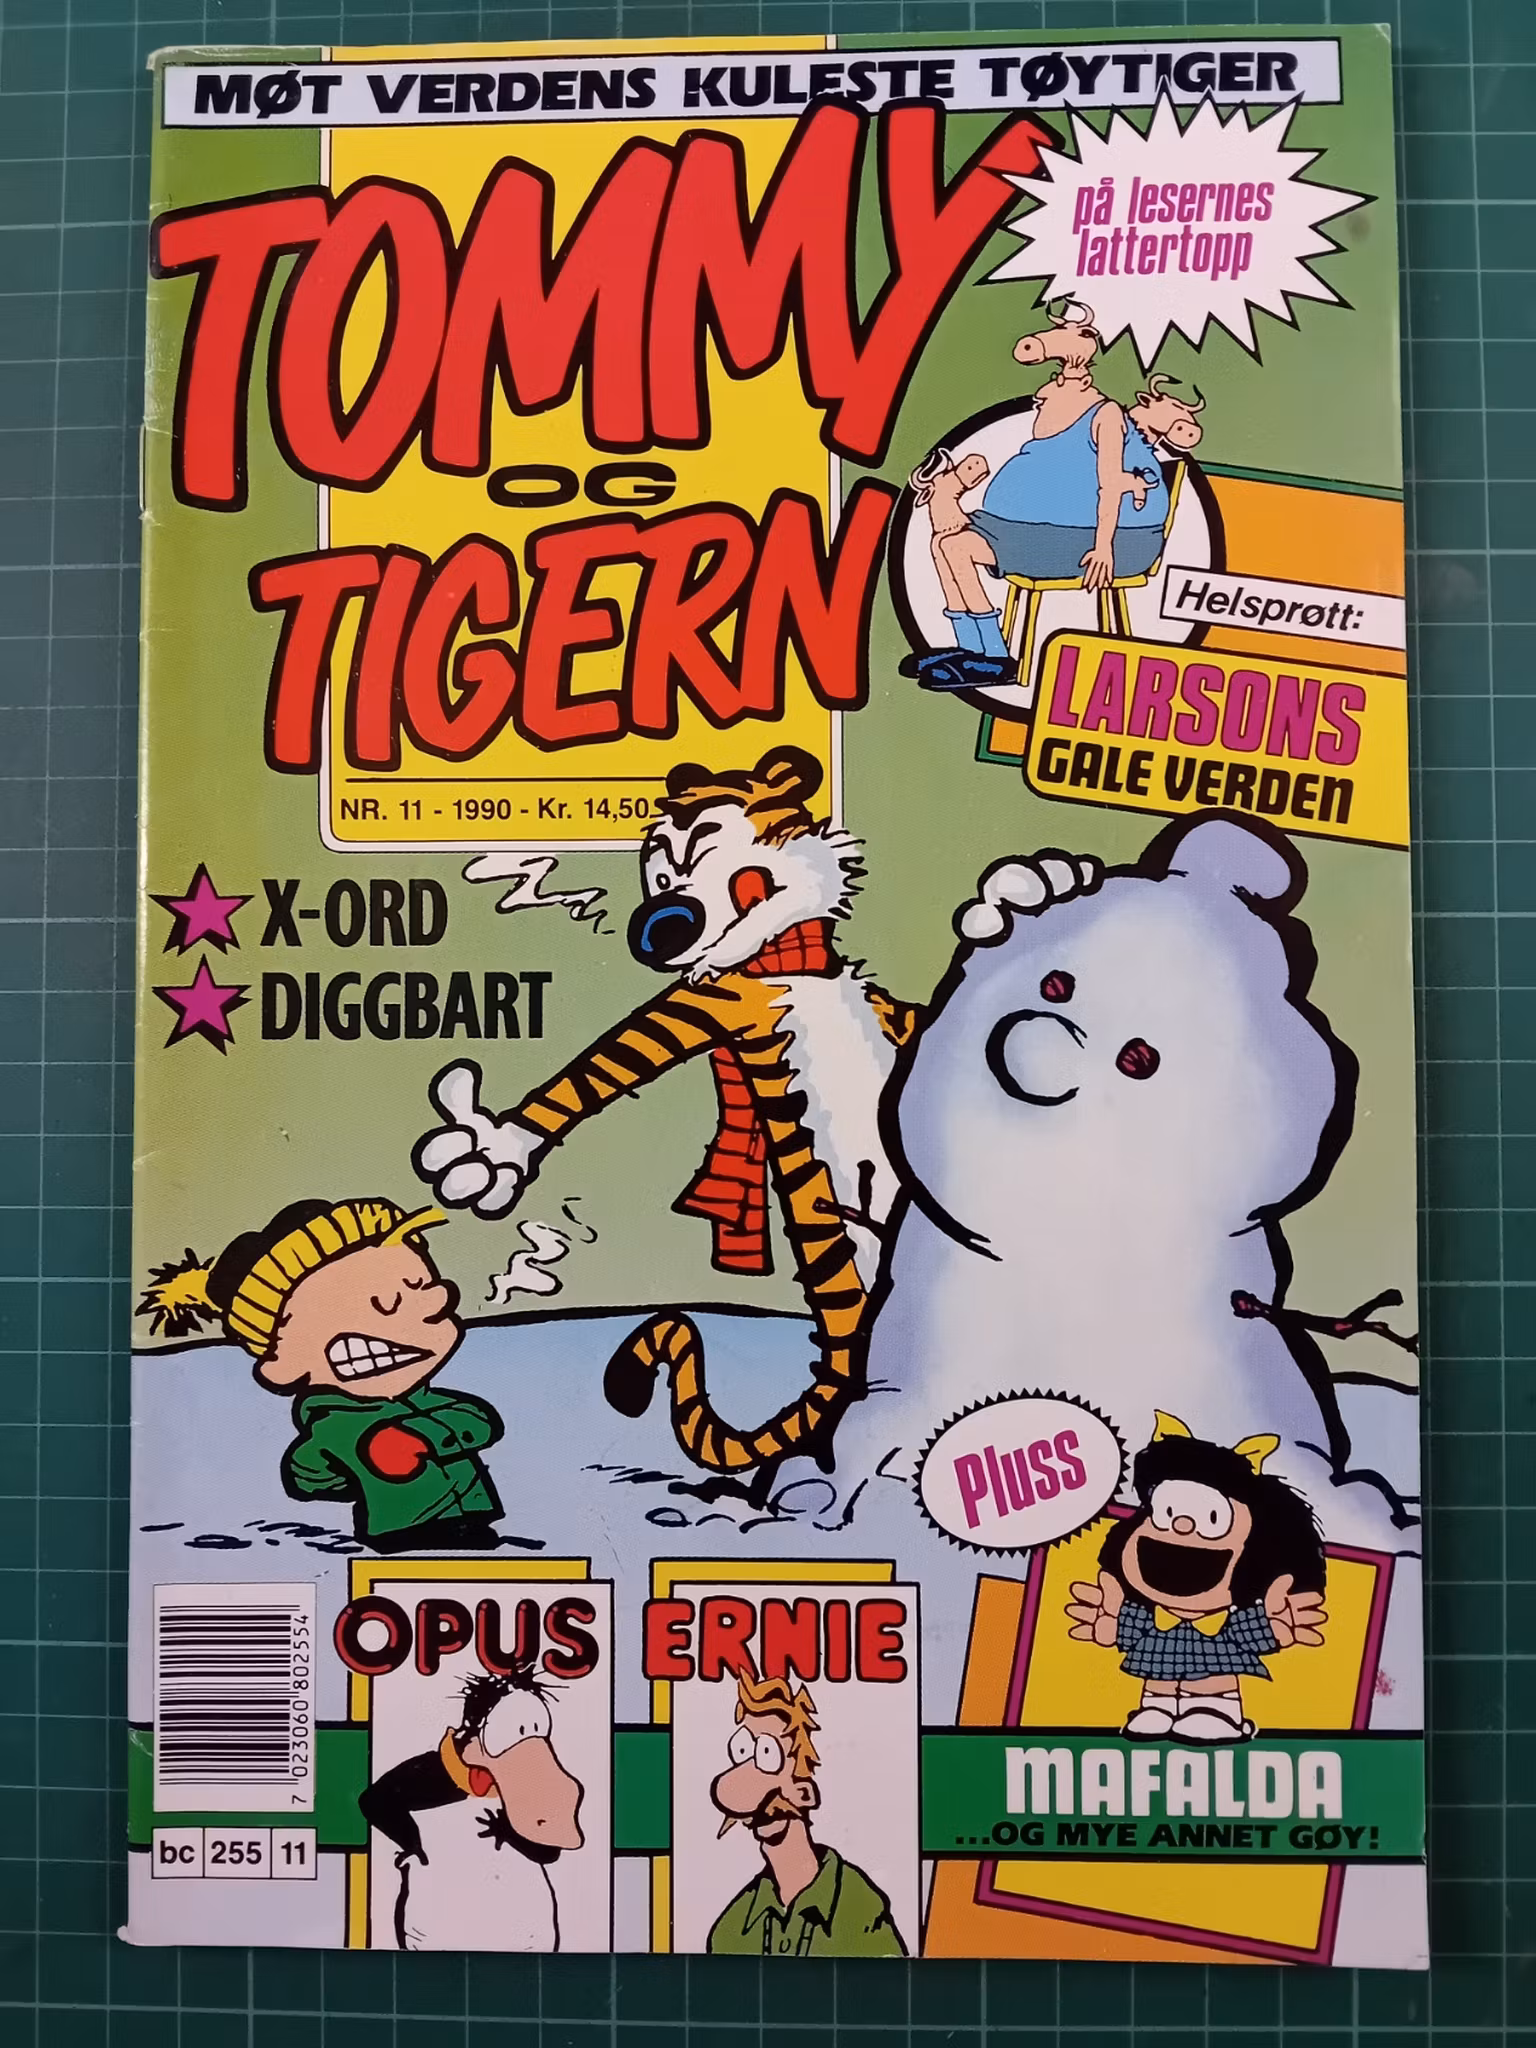 MØT VERDENS KULESTE TØYTIGER
TOMMY
OG
TIGERN
på lesernes
lattertopp
Helsprøtt:
LARSONS
GALE VERDEN
NR. 11 - 1990 - Kr. 14,50
X-ORD
DIGGBART
Pluss
OPUS
ERNIE
MAFALDA
...OG MYE ANNET GØY!
7 023060 802554
bc 255 11